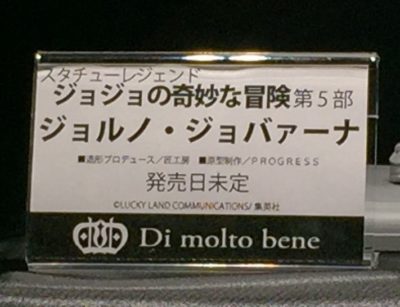 スタチューレジェンド
ジョジョの奇妙な冒険 第5部
ジョルノ・ジョバァーナ
■造形プロデュース/匠工房 ■原型制作/PROGRESS
発売日未定
©LUCKY LAND COMMUNICATIONS/ 集英社
Di molto bene